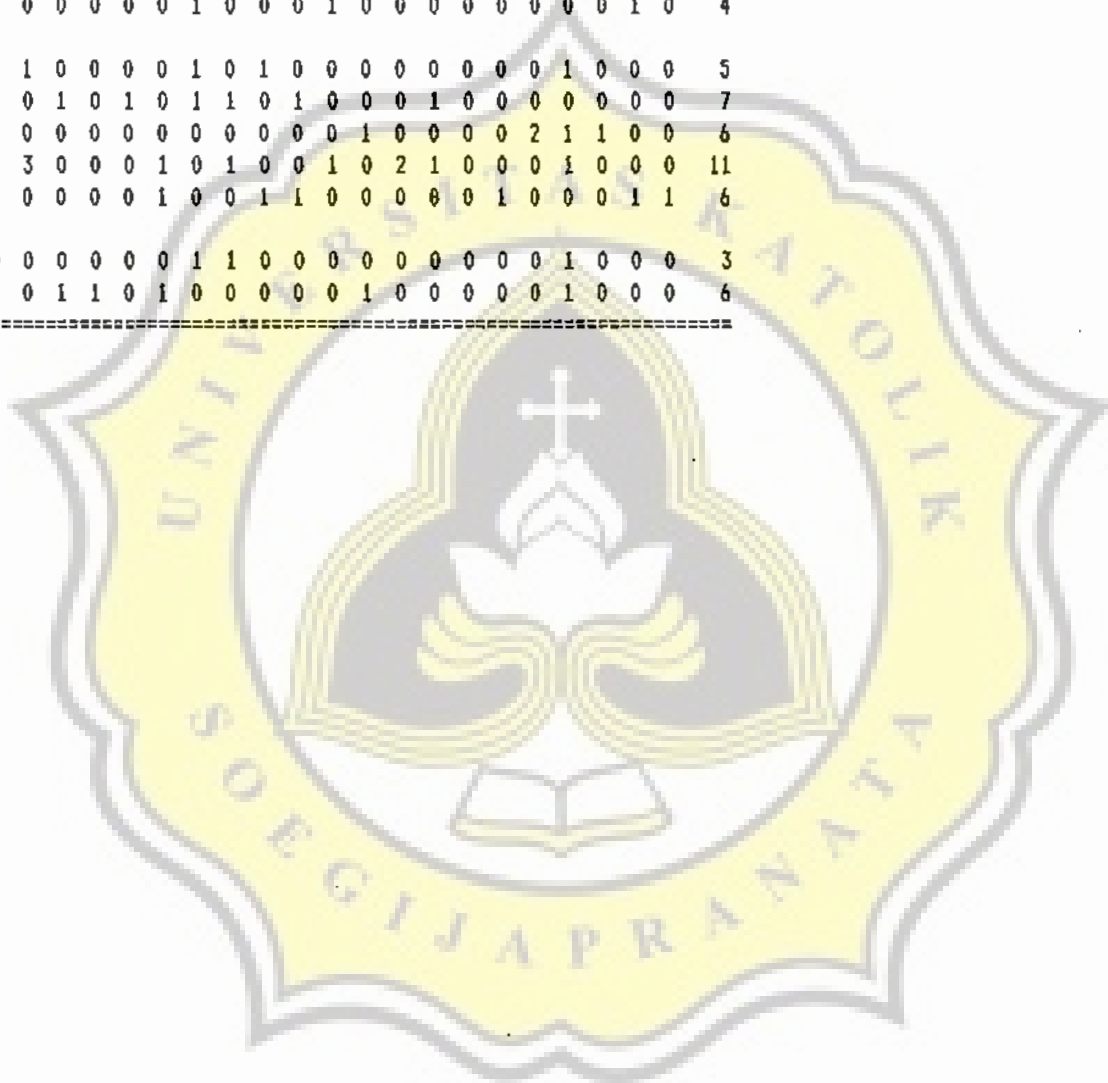 0 0 0 0 0 1 0 0 0 1 0 0 0 0 0 0 0 0 1 0 4
1 0 0 0 0 1 0 1 0 0 0 0 0 0 0 0 1 0 0 0 5
0 1 0 1 0 1 1 0 1 0 0 0 1 0 0 0 0 0 0 0 7
0 0 0 0 0 0 0 0 0 0 1 0 0 0 0 2 1 1 0 0 6
3 0 0 0 1 0 1 0 0 1 0 2 1 0 0 0 1 0 0 0 11
0 0 0 0 1 0 0 1 1 0 0 0 0 0 1 0 0 0 1 1 6
0 0 0 0 0 1 1 0 0 0 0 0 0 0 0 0 1 0 0 0 3
0 1 1 0 1 0 0 0 0 0 1 0 0 0 0 0 1 0 0 0 6
UNIVERSITAS KATOLIK
SOEGIJAPRANATA